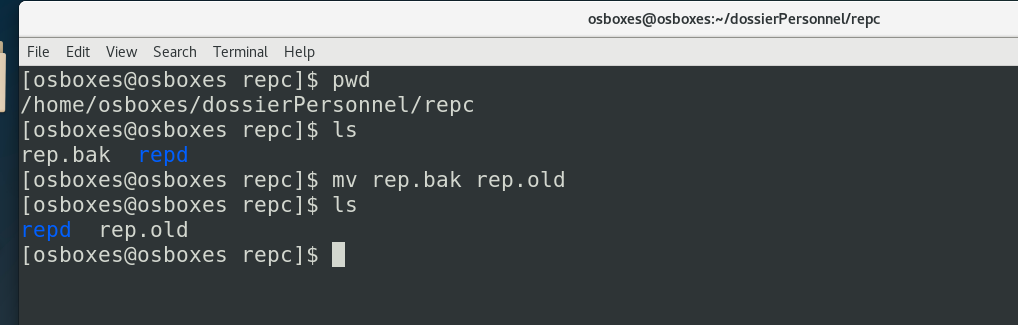 osboxes@osboxes:~/dossierPersonnel/repc
File Edit View Search Terminal Help
[osboxes@osboxes repc]$ pwd
/home/osboxes/dossierPersonnel/repc
[osboxes@osboxes repc]$ ls
rep.bak  repd
[osboxes@osboxes repc]$ mv rep.bak rep.old
[osboxes@osboxes repc]$ ls
repd  rep.old
[osboxes@osboxes repc]$